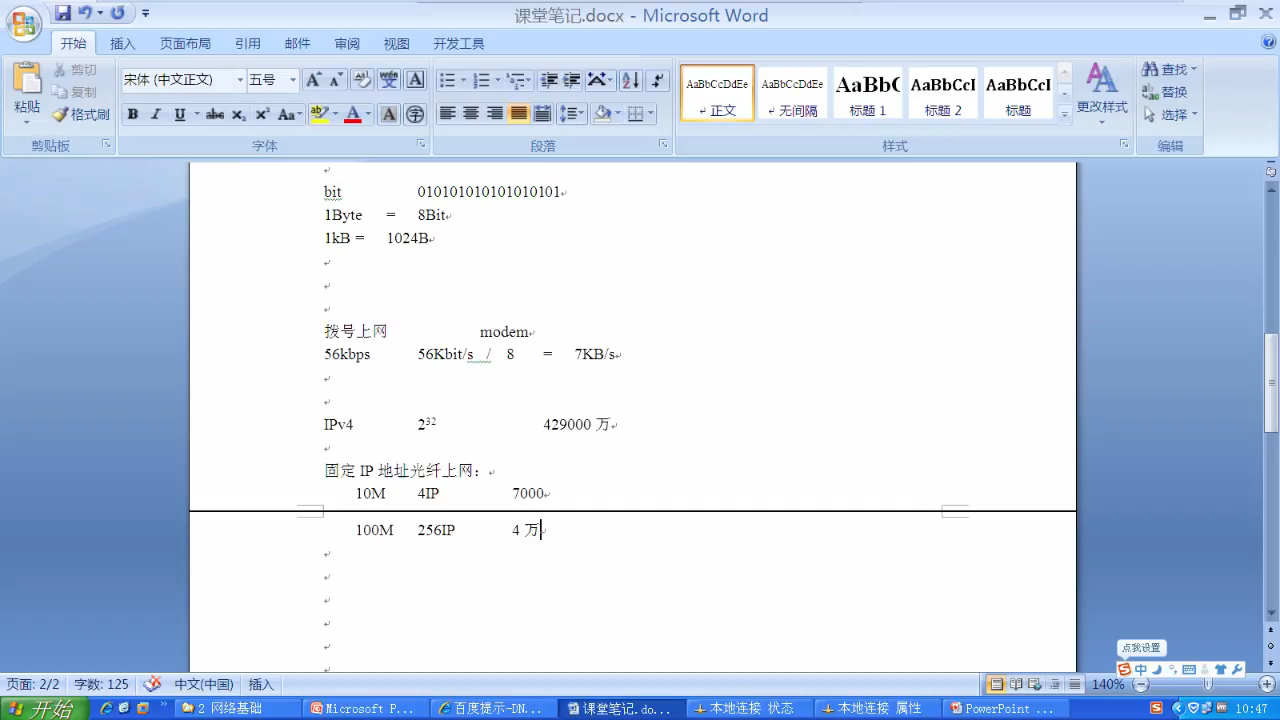 课堂笔记.docx - Microsoft Word
开始 插入 页面布局 引用 邮件 审阅 视图 开发工具
粘贴 剪切 复制 格式刷
宋体 (中文正文) 五号
AaBbCcDdEe AaBbCcDdEe AaBbC AaBbCcI AaBbCcI
正文 无间隔 标题 1 标题 2 标题
更改样式
查找 替换 选择
剪贴板 字体 段落 样式 编辑
bit 010101010101010101
1Byte = 8Bit
1kB = 1024B
拨号上网 modem
56kbps 56Kbit/s / 8 = 7KB/s
IPv4 2³² 429000 万
固定 IP 地址光纤上网：
10M 4IP 7000
100M 256IP 4 万
点我设置
中
页面: 2/2 字数: 125 中文(中国) 插入 140%
开始 2 网络基础 Microsoft P... 百度提示-DN... 课堂笔记.do... 本地连接 状态 本地连接 属性 PowerPoint ... 10:47